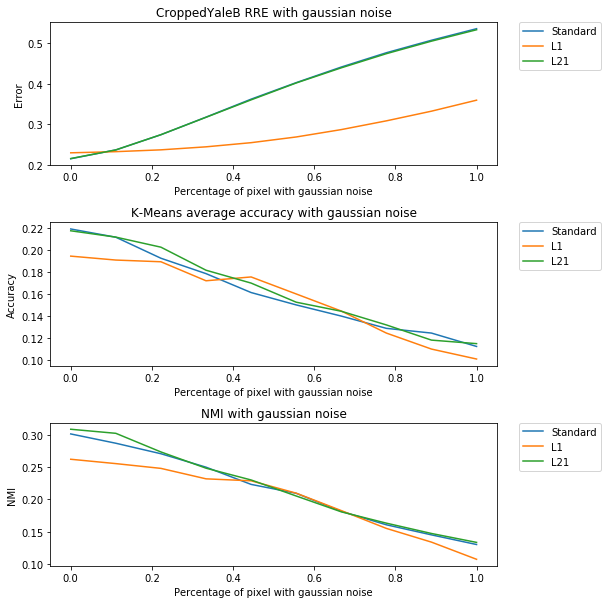 CroppedYaleB RRE with gaussian noise
Error
0.5
0.4
0.3
0.2
0.0 0.2 0.4 0.6 0.8 1.0
Percentage of pixel with gaussian noise
Standard
L1
L21
K-Means average accuracy with gaussian noise
Accuracy
0.22
0.20
0.18
0.16
0.14
0.12
0.10
0.0 0.2 0.4 0.6 0.8 1.0
Percentage of pixel with gaussian noise
Standard
L1
L21
NMI with gaussian noise
NMI
0.30
0.25
0.20
0.15
0.10
0.0 0.2 0.4 0.6 0.8 1.0
Percentage of pixel with gaussian noise
Standard
L1
L21